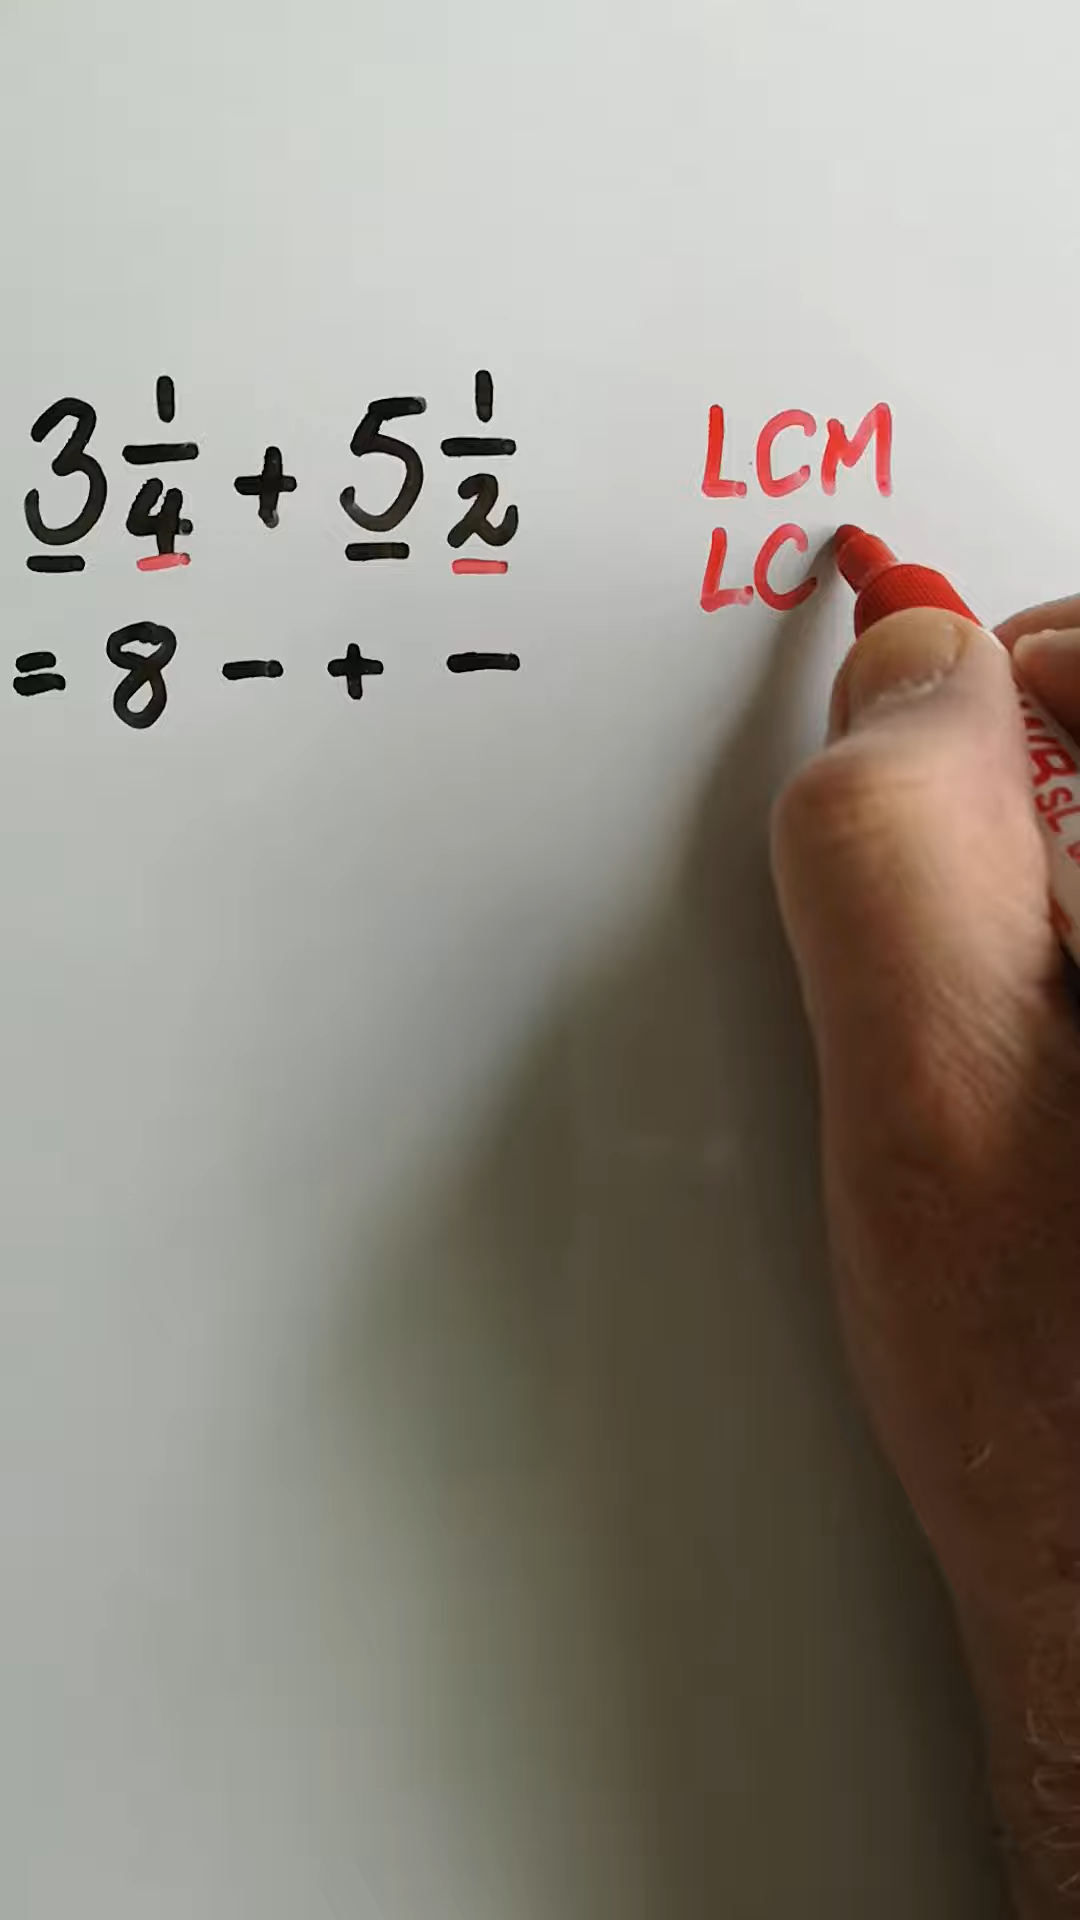 3 1/4 + 5 1/2
= 8 — + —
LCM
LC